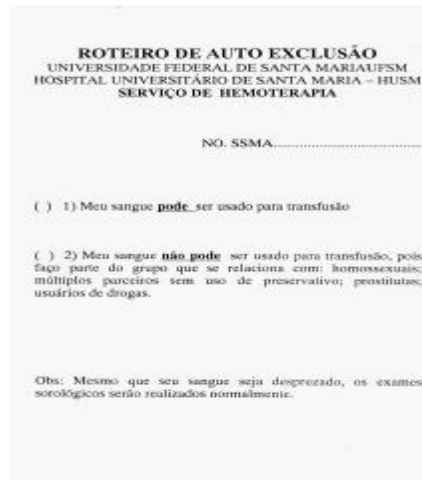 ROTEIRO DE AUTO EXCLUSÃO
UNIVERSIDADE FEDERAL DE SANTA MARIAUFSM
HOSPITAL UNIVERSITÁRIO DE SANTA MARIA – HUSM
SERVIÇO DE HEMOTERAPIA
NO. SSMA....................................
( ) 1) Meu sangue pode ser usado para transfusão
( ) 2) Meu sangue não pode ser usado para transfusão, pois
faço parte do grupo que se relaciona com: homossexuais;
múltiplos parceiros sem uso de preservativo; prostitutas;
usuários de drogas.
Obs: Mesmo que seu sangue seja desprezado, os exames
sorológicos serão realizados normalmente.